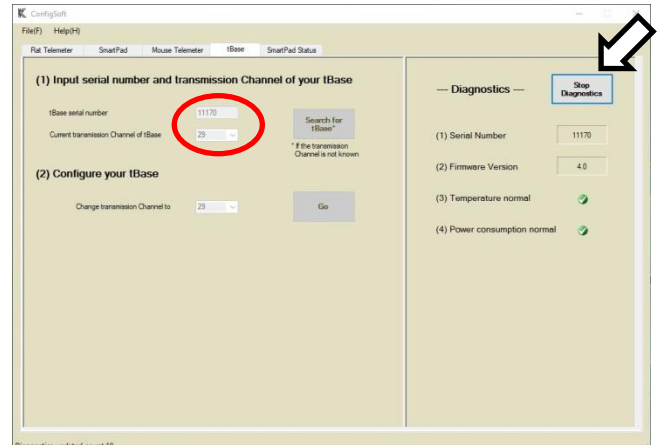 ConfigSoft
File(F) Help(H)
Rat Telemeter SmartPad Mouse Telemeter tBase SmartPad Status
(1) Input serial number and transmission Channel of your tBase
tBase serial number 11170
Current transmission Channel of tBase 29
Search for
tBase*
* If the transmission
Channel is not known
(2) Configure your tBase
Change transmission Channel to 29 Go
--- Diagnostics ---
Stop
Diagnostics
(1) Serial Number 11170
(2) Firmware Version 4.0
(3) Temperature normal
(4) Power consumption normal